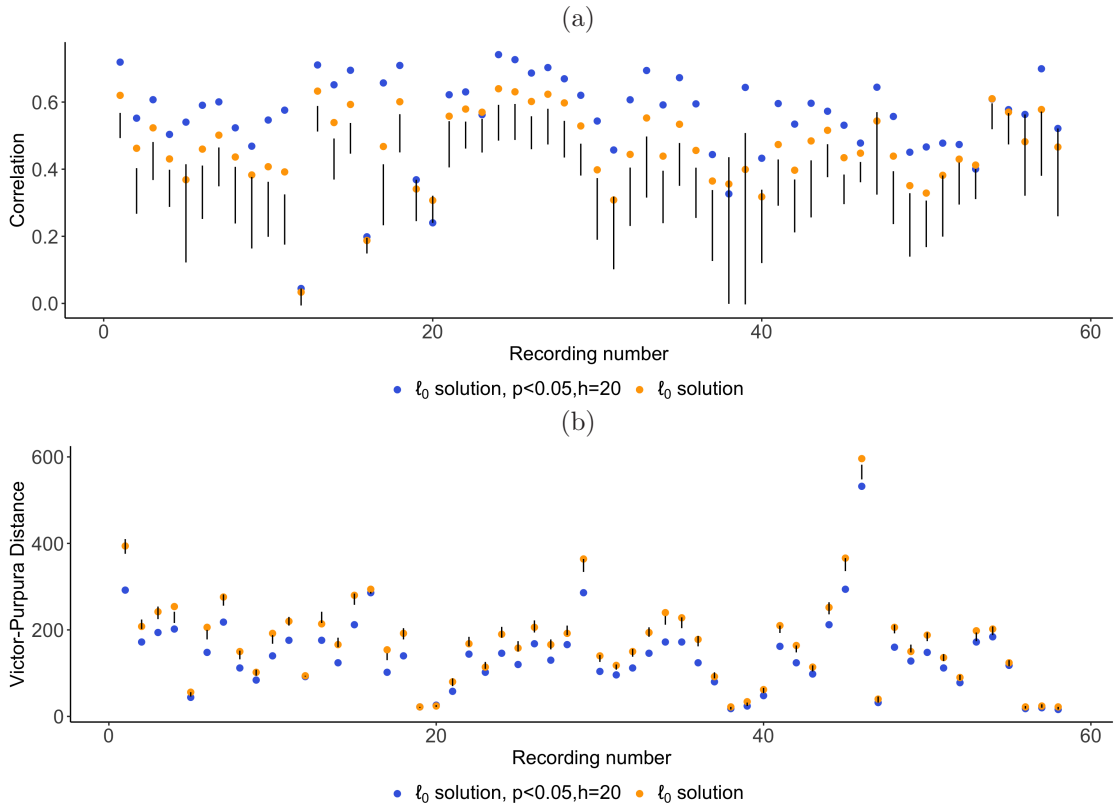 (a)
Correlation
0.6
0.4
0.2
0.0
0 20 40 60
Recording number
ℓ₀ solution, p<0.05,h=20 ℓ₀ solution
(b)
Victor-Purpura Distance
600
400
200
0
0 20 40 60
Recording number
ℓ₀ solution, p<0.05,h=20 ℓ₀ solution